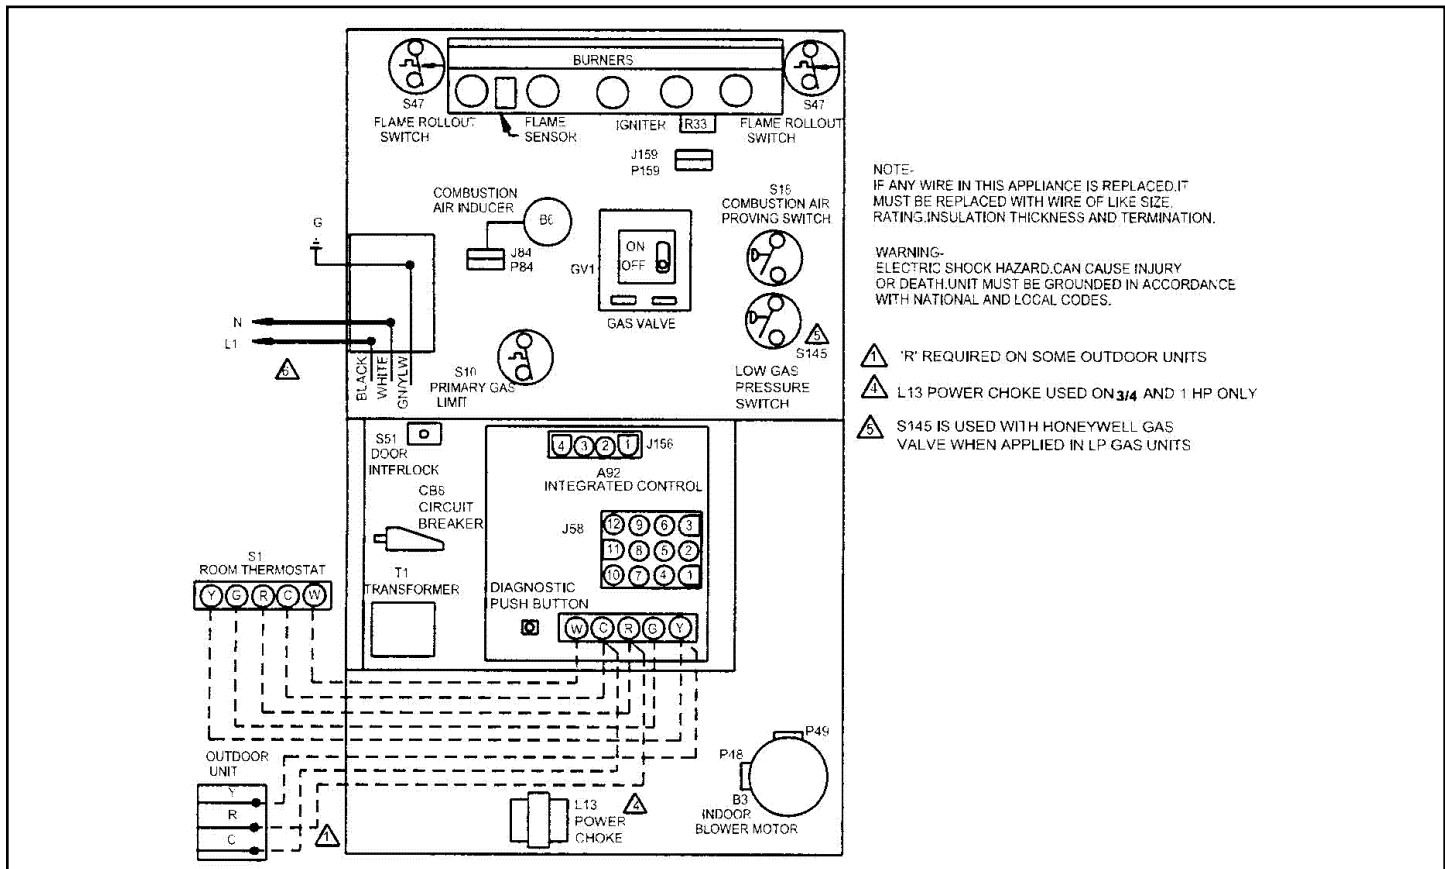 BURNERS
S47
FLAME ROLLOUT
SWITCH
FLAME
SENSOR
IGNITER
R33
S47
FLAME ROLLOUT
SWITCH
J159
P159
COMBUSTION
AIR INDUCER
B6
J84
P84
G
N
L1
6
BLACK
WHITE
GN/YLW
ON
OFF
GV1
GAS VALVE
S18
COMBUSTION AIR
PROVING SWITCH
5
S145
LOW GAS
PRESSURE
SWITCH
S10
PRIMARY GAS
LIMIT
NOTE-
IF ANY WIRE IN THIS APPLIANCE IS REPLACED,IT
MUST BE REPLACED WITH WIRE OF LIKE SIZE,
RATING,INSULATION THICKNESS AND TERMINATION.
WARNING-
ELECTRIC SHOCK HAZARD.CAN CAUSE INJURY
OR DEATH.UNIT MUST BE GROUNDED IN ACCORDANCE
WITH NATIONAL AND LOCAL CODES.
1 'R' REQUIRED ON SOME OUTDOOR UNITS
4 L13 POWER CHOKE USED ON 3/4 AND 1 HP ONLY
5 S145 IS USED WITH HONEYWELL GAS
VALVE WHEN APPLIED IN LP GAS UNITS
S51
DOOR
INTERLOCK
CB8
CIRCUIT
BREAKER
T1
TRANSFORMER
4 3 2 1 J156
A92
INTEGRATED CONTROL
J58
12 9 6 3
11 8 5 2
10 7 4 1
DIAGNOSTIC
PUSH BUTTON
W C R G Y
S1
ROOM THERMOSTAT
Y G R C W
OUTDOOR
UNIT
Y
R
C
1
L13
POWER
CHOKE
4
P49
P48
B3
INDOOR
BLOWER MOTOR